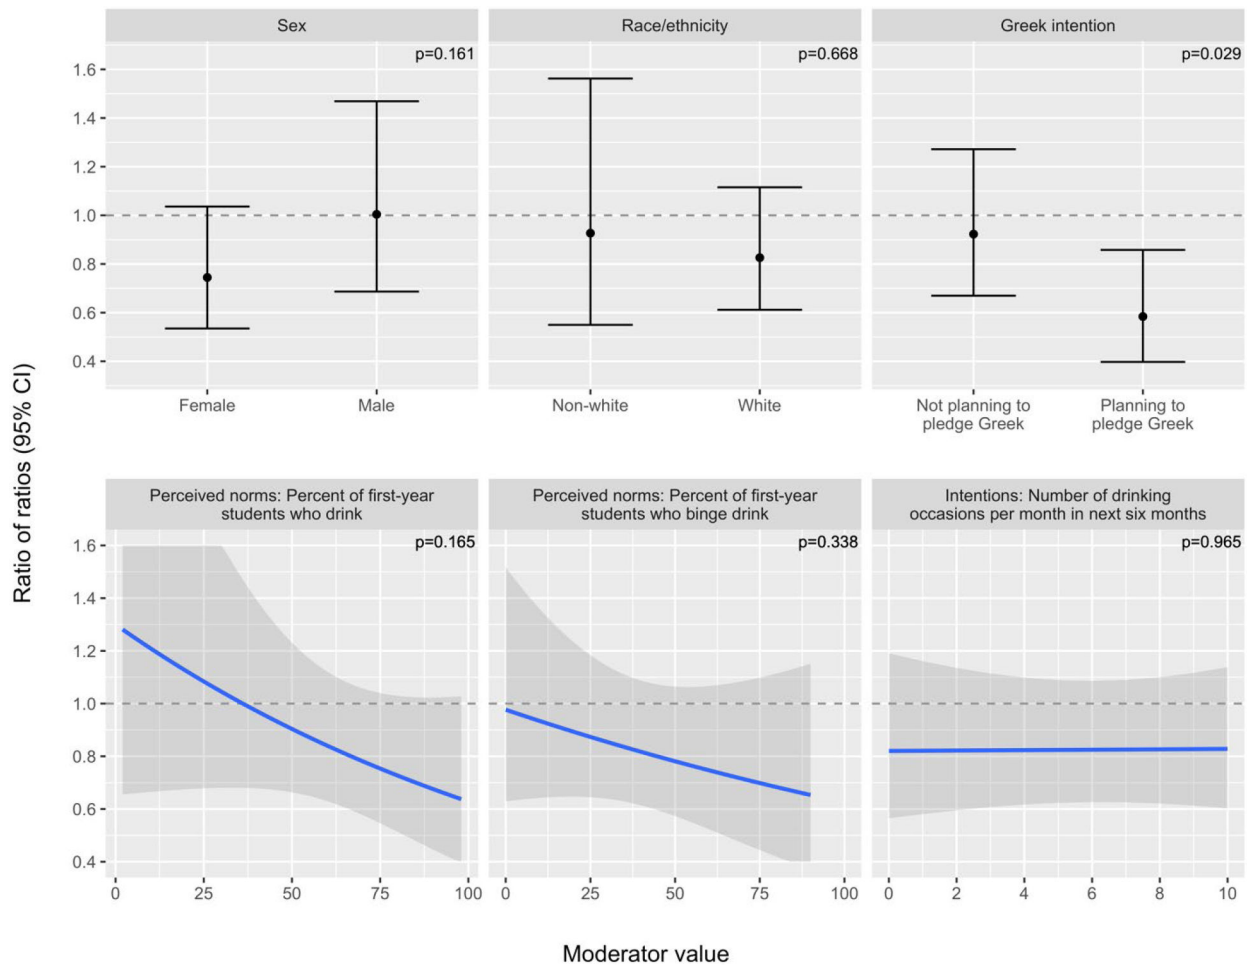 Sex
Race/ethnicity
Greek intention
p=0.161
p=0.668
p=0.029
1.6
1.4
1.2
1.0
0.8
0.6
0.4
Female
Male
Non-white
White
Not planning to
pledge Greek
Planning to
pledge Greek
Ratio of ratios (95% CI)
Perceived norms: Percent of first-year
students who drink
Perceived norms: Percent of first-year
students who binge drink
Intentions: Number of drinking
occasions per month in next six months
p=0.165
p=0.338
p=0.965
1.6
1.4
1.2
1.0
0.8
0.6
0.4
0 25 50 75 100
0 25 50 75 100
0 2 4 6 8 10
Moderator value